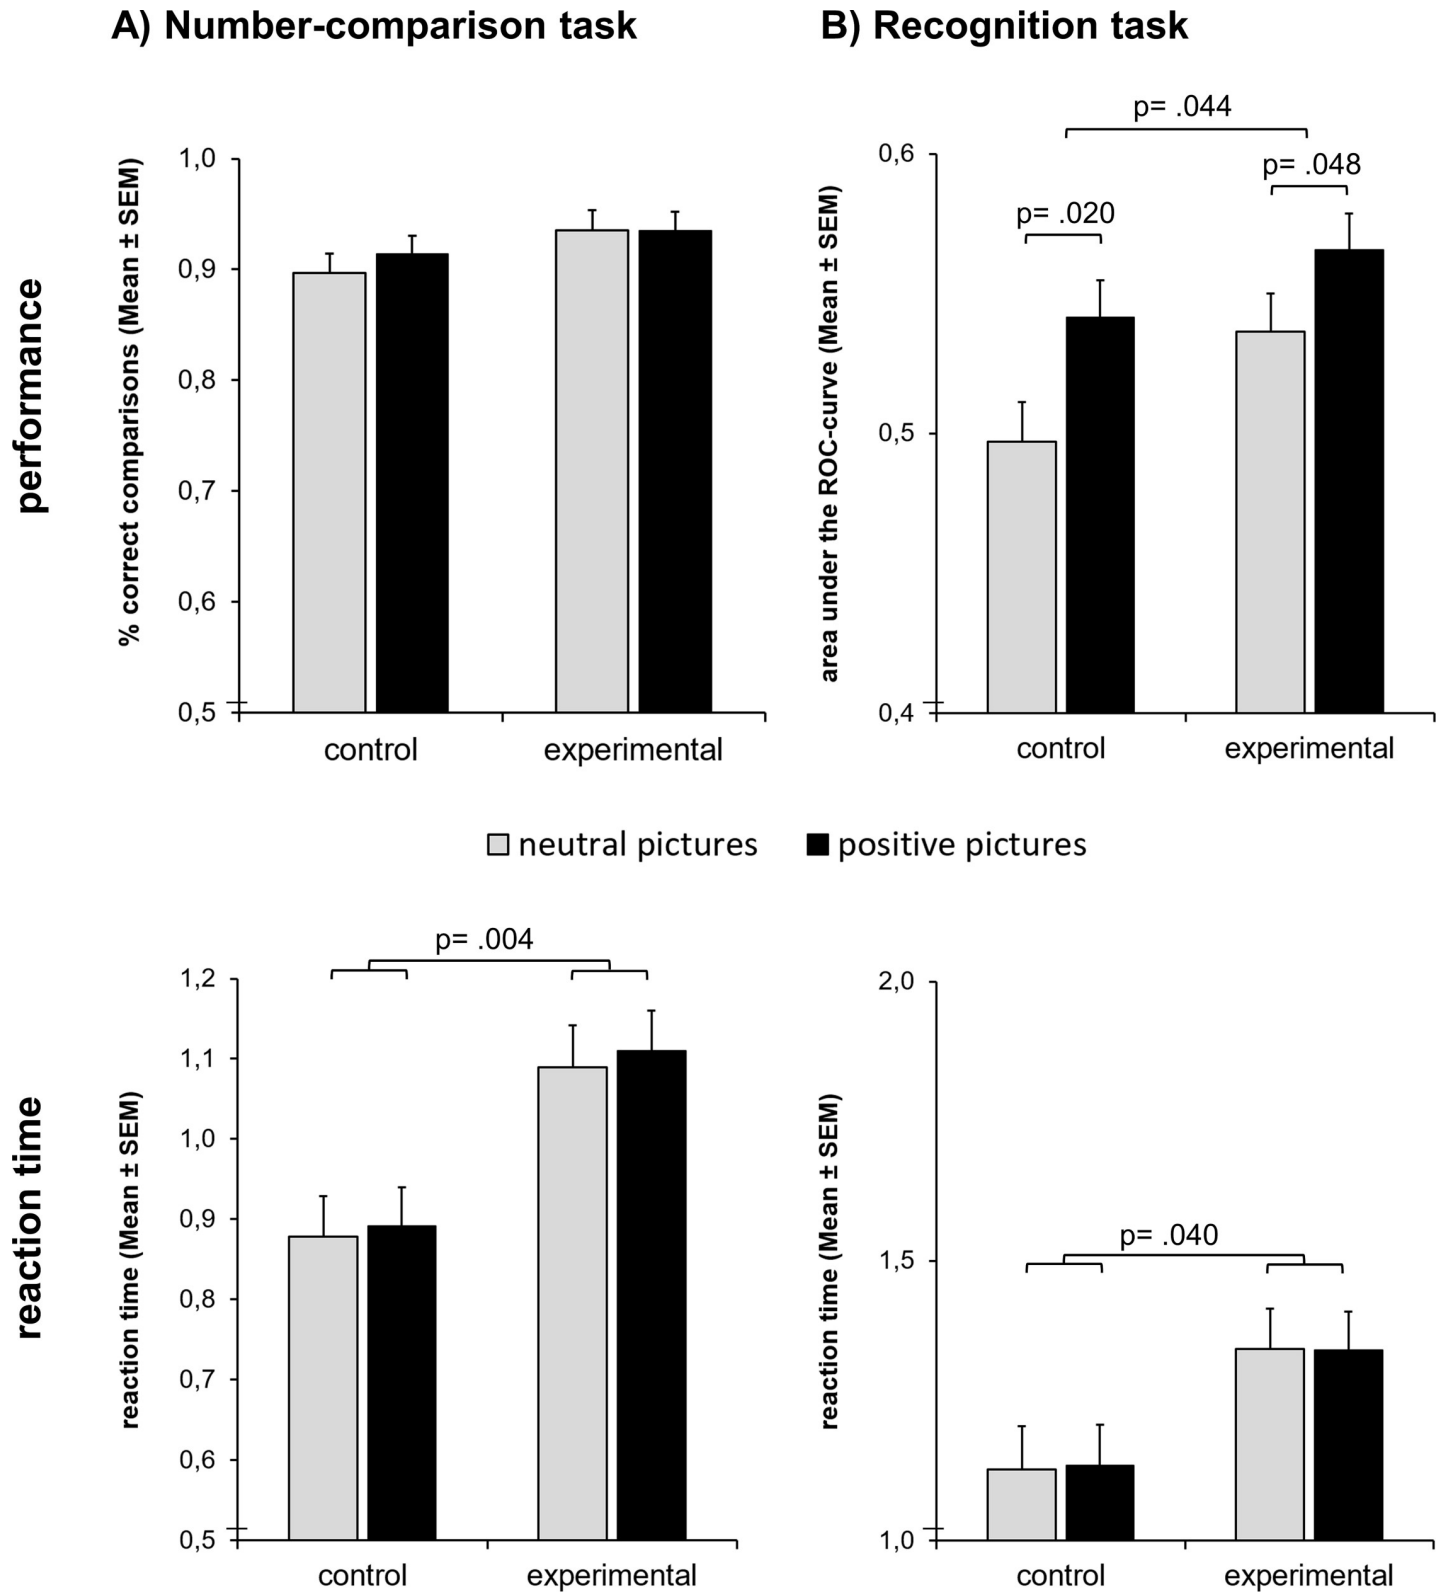 A) Number-comparison task
B) Recognition task
performance
% correct comparisons (Mean ± SEM)
1,0
0,9
0,8
0,7
0,6
0,5
control
experimental
area under the ROC-curve (Mean ± SEM)
p= .044
p= .048
p= .020
0,6
0,5
0,4
control
experimental
neutral pictures
positive pictures
reaction time
reaction time (Mean ± SEM)
p= .004
1,2
1,1
1,0
0,9
0,8
0,7
0,6
0,5
control
experimental
reaction time (Mean ± SEM)
2,0
p= .040
1,5
1,0
control
experimental